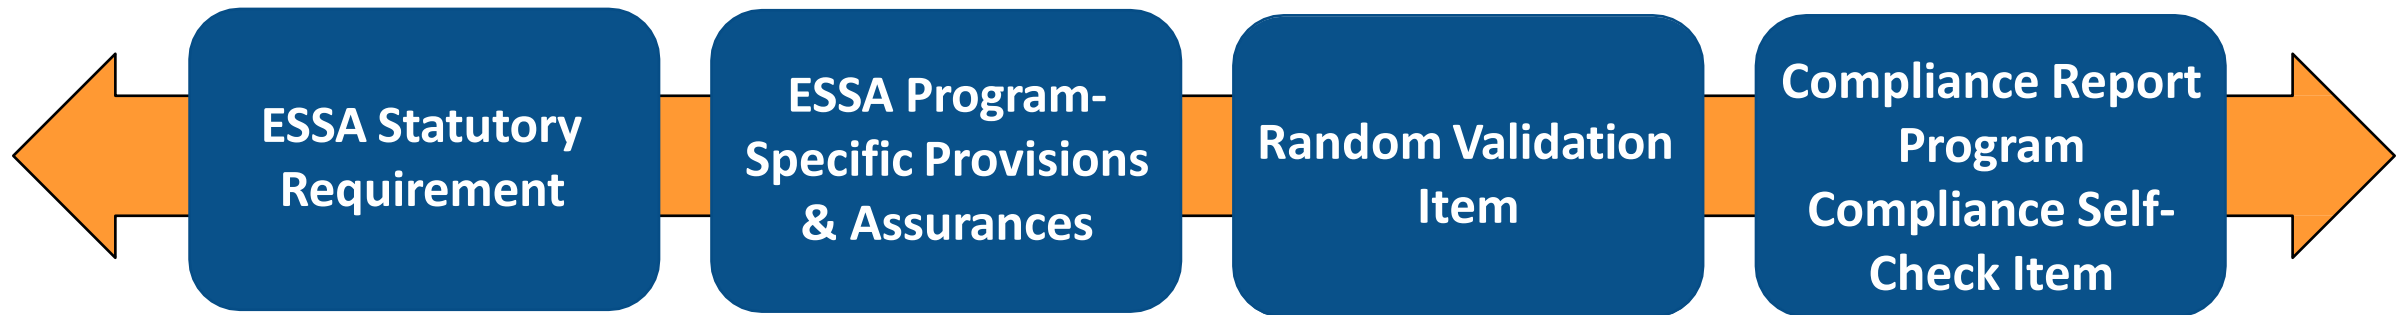 ESSA Statutory
Requirement
ESSA Program-
Specific Provisions
& Assurances
Random Validation
Item
Compliance Report
Program
Compliance Self-
Check Item